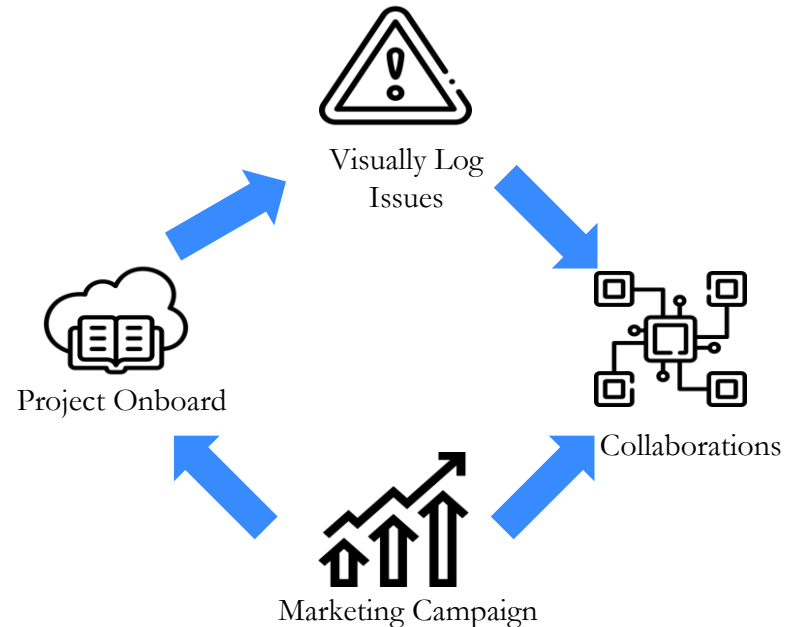 Visually Log
Issues
Project Onboard
Collaborations
Marketing Campaign